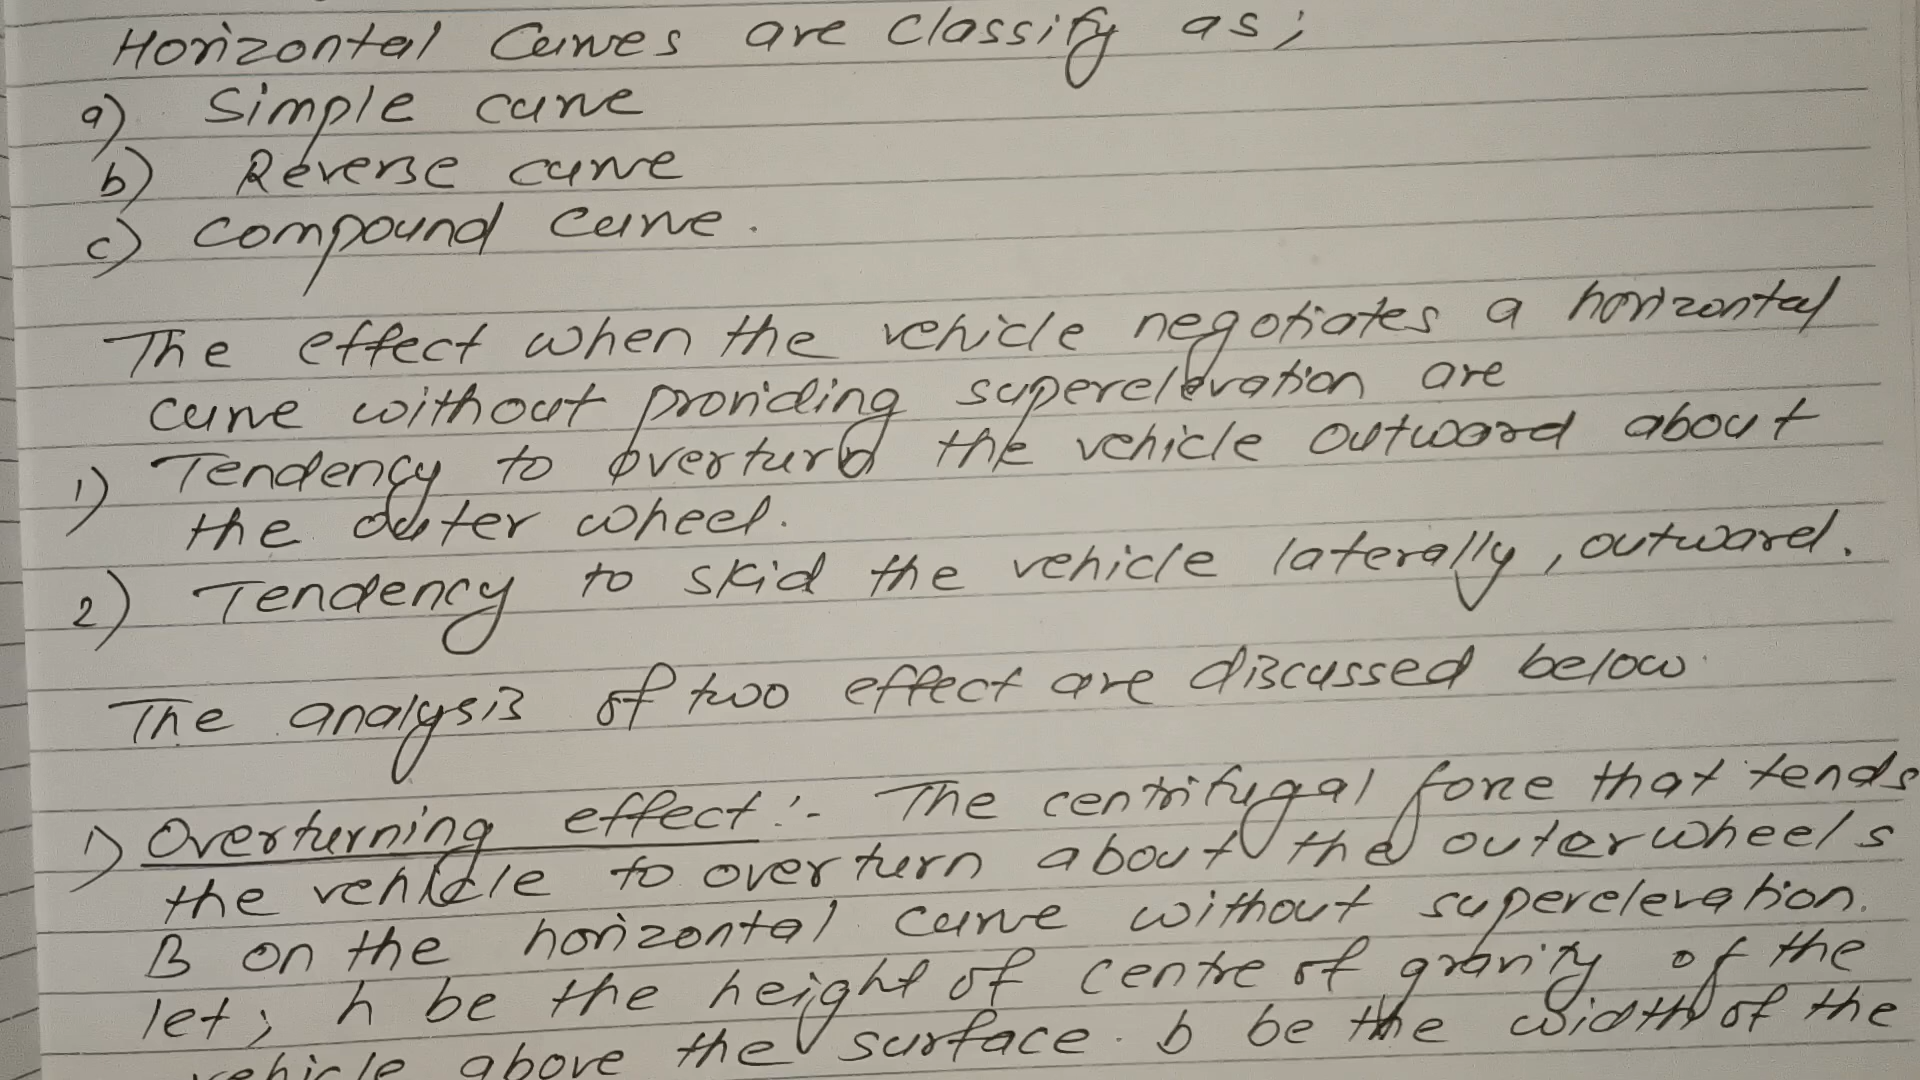 Horizontal Curves are classify as;
a) Simple curve
b) Reverse curve
c) Compound curve.
The effect when the vehicle negotiates a horizontal
curve without providing superelevation are
1) Tendency to overturn the vehicle outward about
the outer wheel.
2) Tendency to skid the vehicle laterally, outward.
The analysis of two effect are discussed below
1) Overturning effect:- The centrifugal force that tends
the vehicle to overturn about the outer wheels
B on the horizontal curve without superelevation.
let; h be the height of centre of gravity of the
vehicle above the surface. b be the width of the